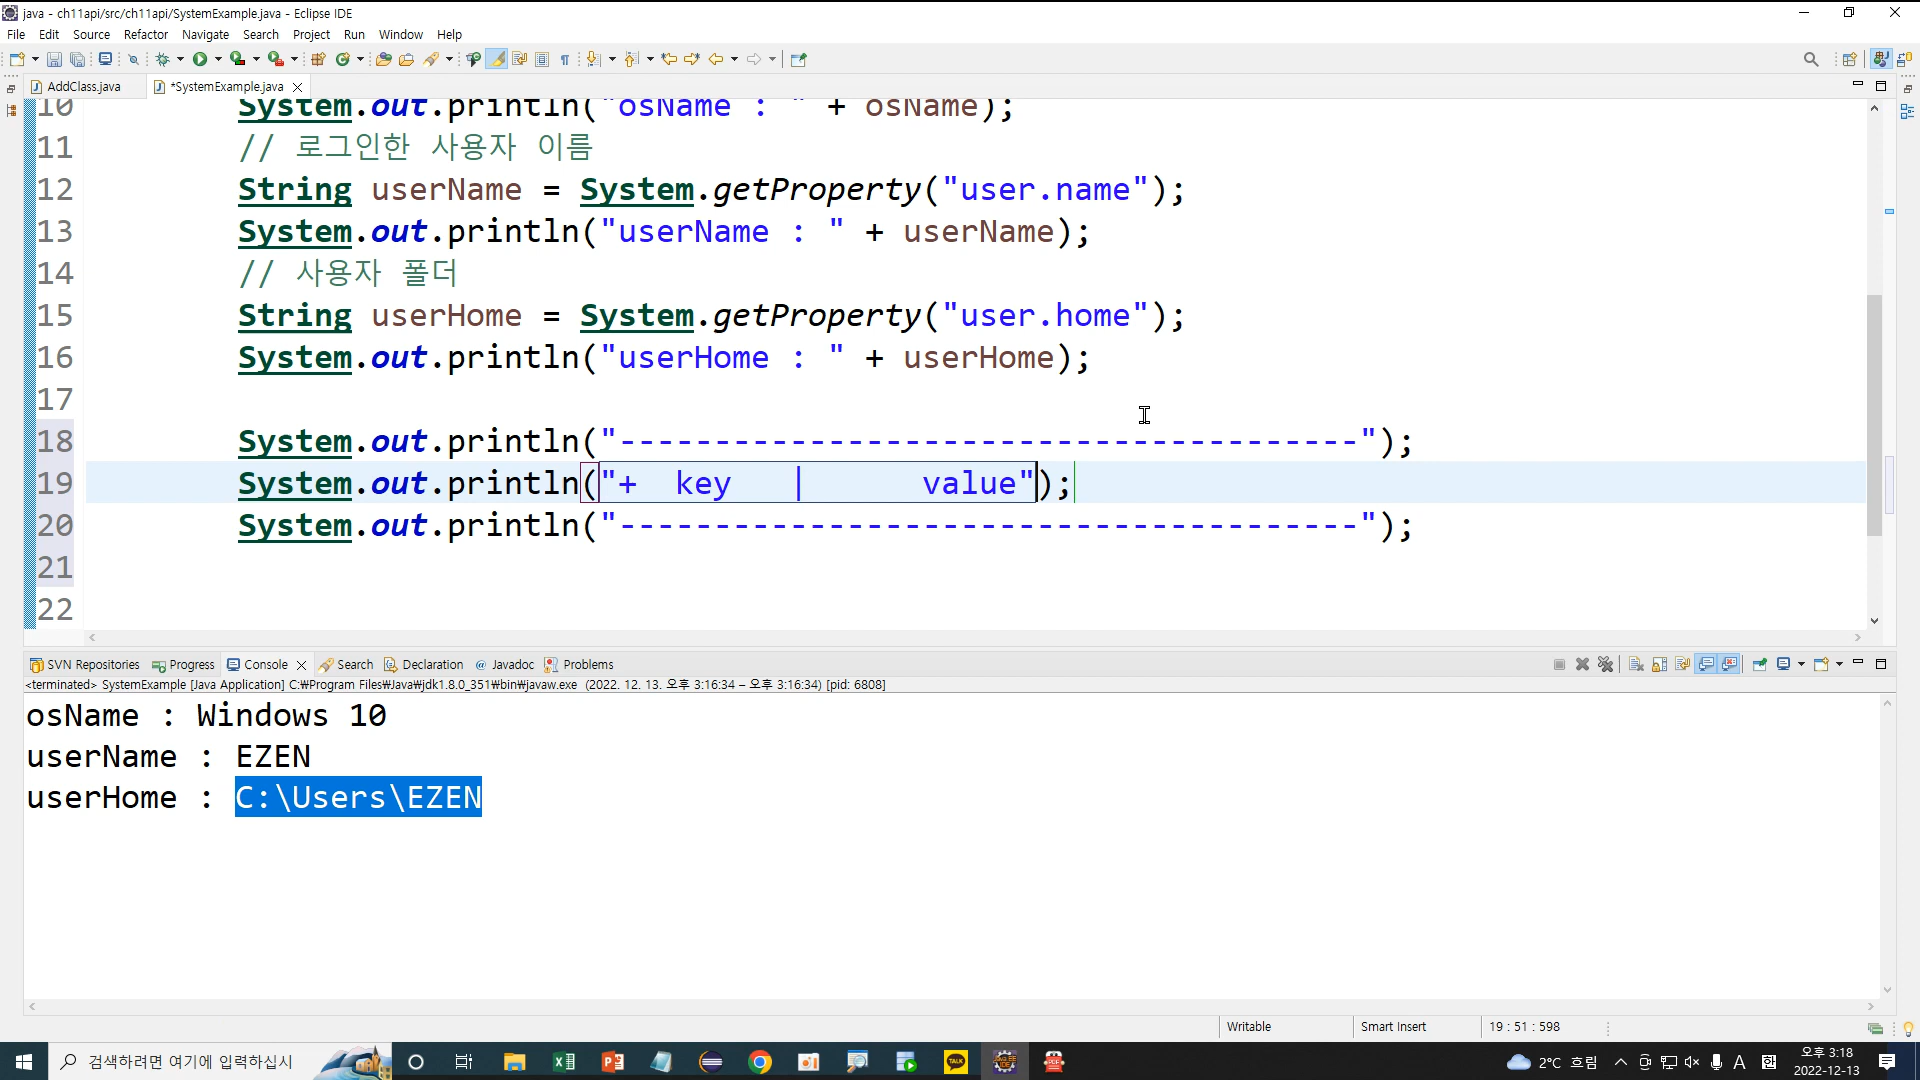 java - ch11api/src/ch11api/SystemExample.java - Eclipse IDE
File Edit Source Refactor Navigate Search Project Run Window Help
AddClass.java *SystemExample.java
10 System.out.println("osName : " + osName);
11 // 로그인한 사용자 이름
12 String userName = System.getProperty("user.name");
13 System.out.println("userName : " + userName);
14 // 사용자 폴더
15 String userHome = System.getProperty("user.home");
16 System.out.println("userHome : " + userHome);
17
18 System.out.println("---------------------------------------");
19 System.out.println("+  key   |      value");
20 System.out.println("---------------------------------------");
21
22
SVN Repositories Progress Console Search Declaration @ Javadoc Problems
<terminated> SystemExample [Java Application] C:₩Program Files₩Java₩jdk1.8.0_351₩bin₩javaw.exe (2022. 12. 13. 오후 3:16:34 – 오후 3:16:34) [pid: 6808]
osName : Windows 10
userName : EZEN
userHome : C:\Users\EZEN
Writable Smart Insert 19 : 51 : 598
검색하려면 여기에 입력하십시 2°C 흐림 A 한 오후 3:18
2022-12-13